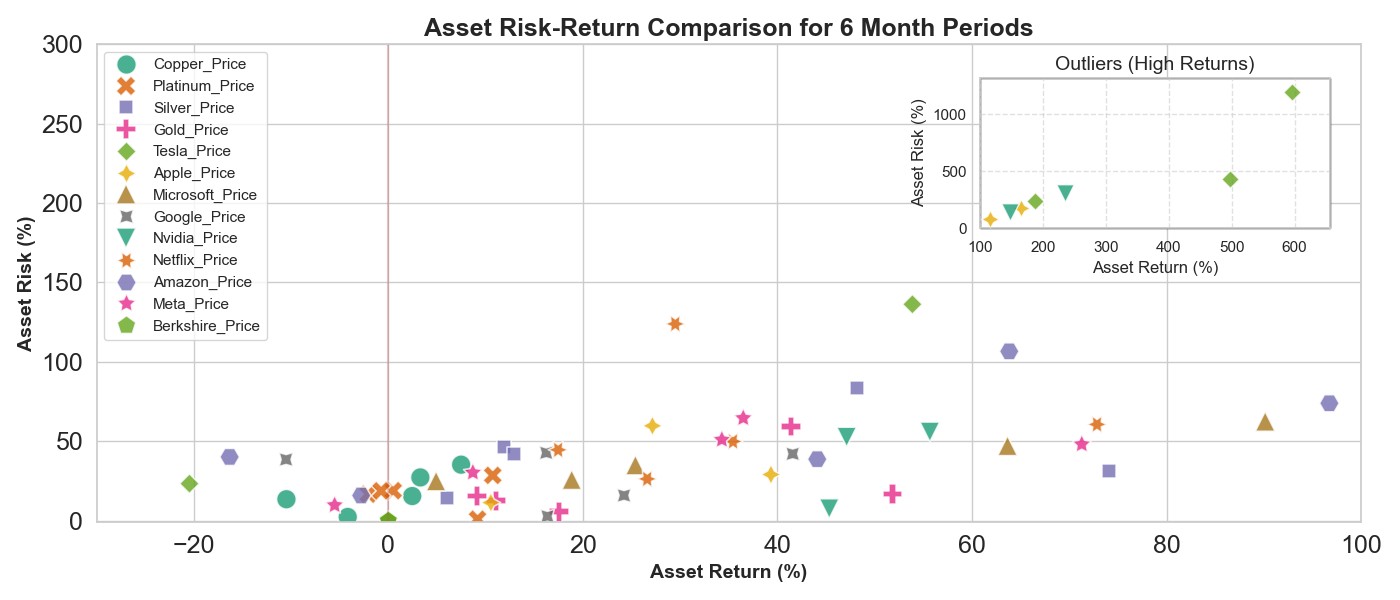 Asset Risk-Return Comparison for 6 Month Periods
300
250
200
150
100
50
0
Asset Risk (%)
Copper_Price
Platinum_Price
Silver_Price
Gold_Price
Tesla_Price
Apple_Price
Microsoft_Price
Google_Price
Nvidia_Price
Netflix_Price
Amazon_Price
Meta_Price
Berkshire_Price
Outliers (High Returns)
1000
500
0
Asset Risk (%)
100 200 300 400 500 600
Asset Return (%)
−20 0 20 40 60 80 100
Asset Return (%)